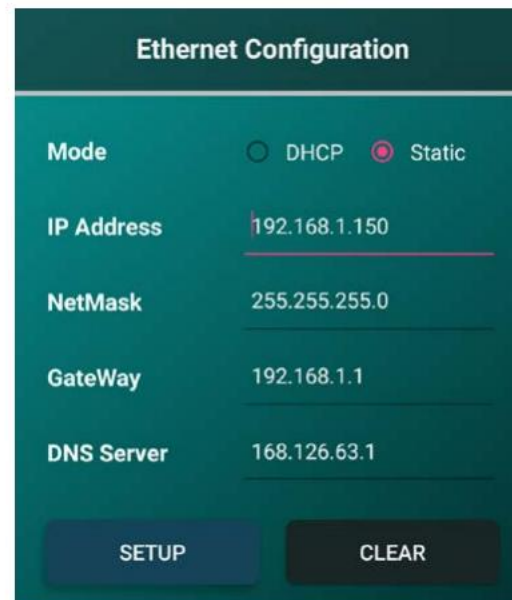 Ethernet Configuration
Mode DHCP Static
IP Address 192.168.1.150
NetMask 255.255.255.0
GateWay 192.168.1.1
DNS Server 168.126.63.1
SETUP CLEAR